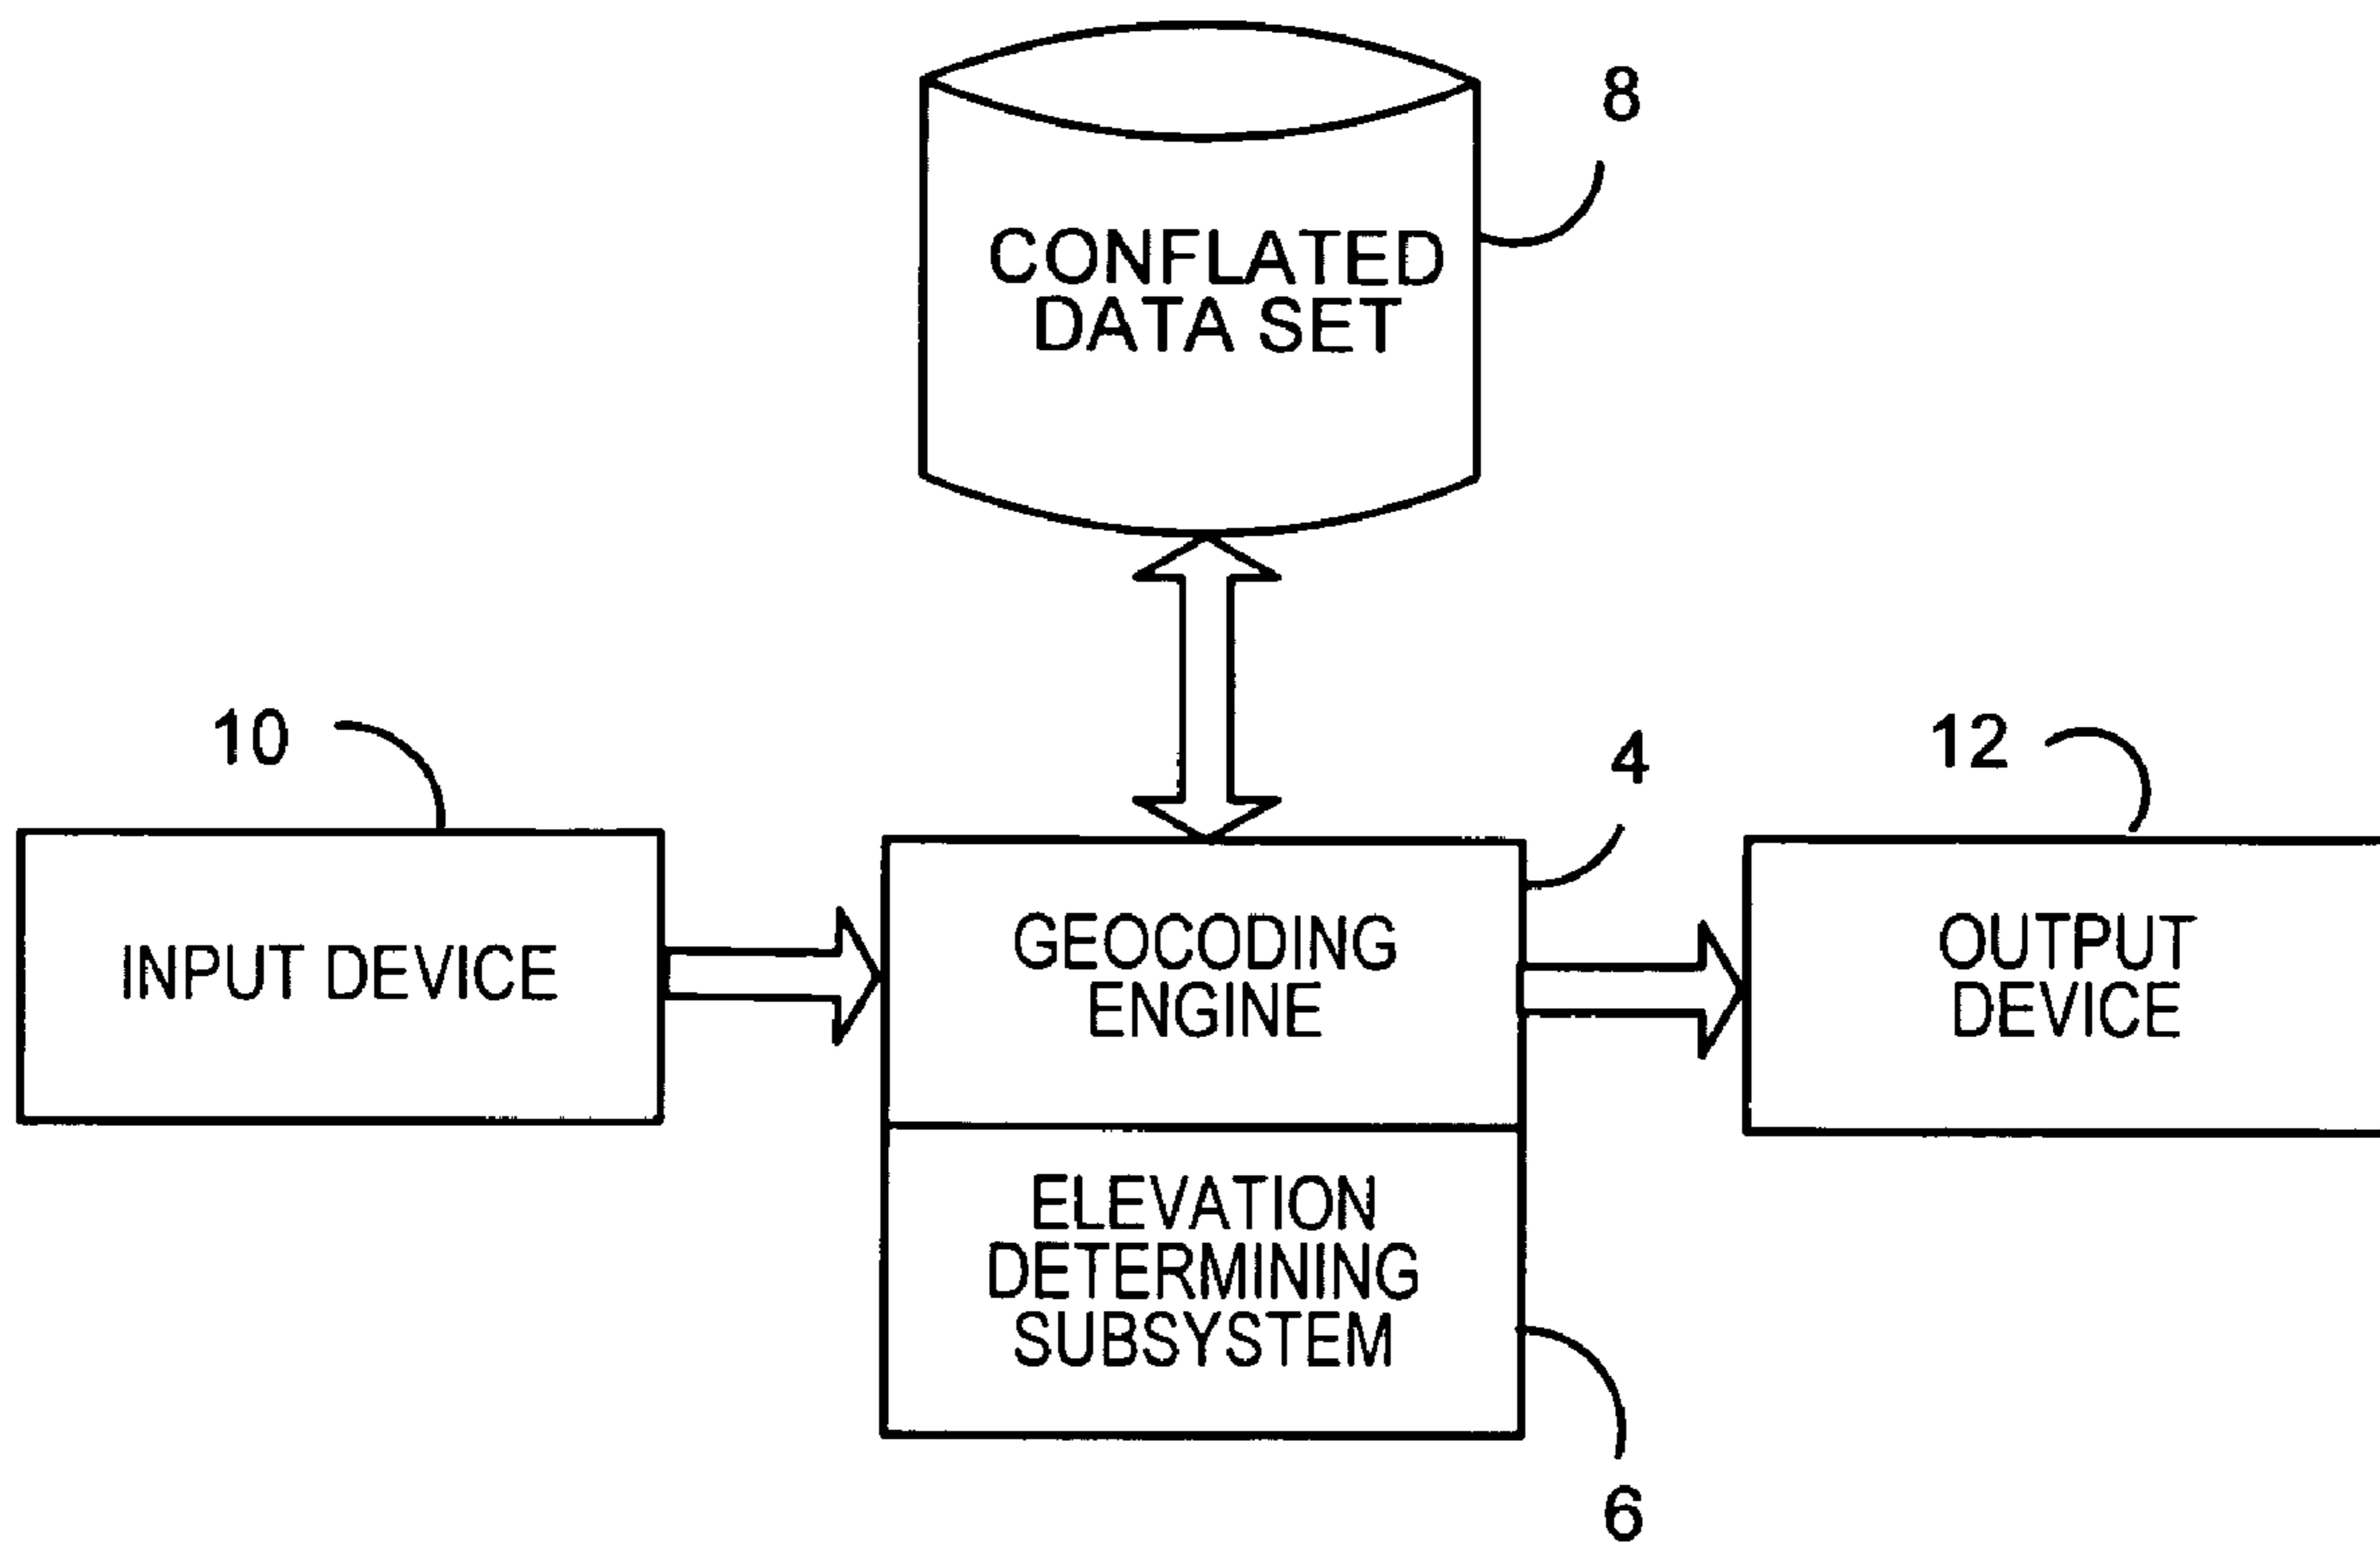 8
CONFLATED
DATA SET
10
4
12
INPUT DEVICE
GEOCODING
ENGINE
OUTPUT
DEVICE
ELEVATION
DETERMINING
SUBSYSTEM
6